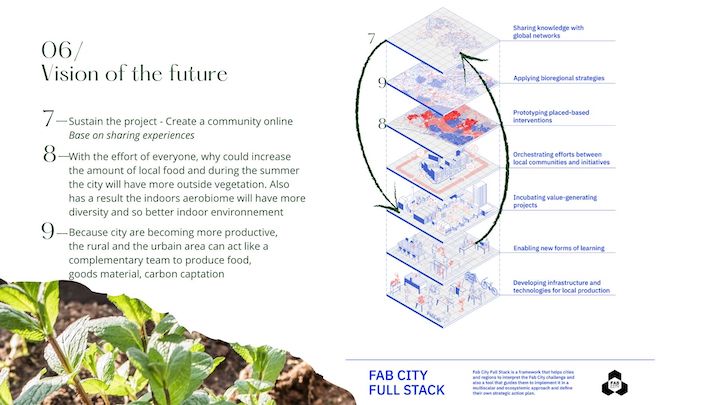 06/
Vision of the future
7 — Sustain the project - Create a community online
Base on sharing experiences
8 — With the effort of everyone, why could increase
the amount of local food and during the summer
the city will have more outside vegetation. Also
has a result the indoors aerobiome will have more
diversity and so better indoor environnement
9 — Because city are becoming more productive,
the rural and the urbain area can act like a
complementary team to produce food,
goods material, carbon captation
7
Sharing knowledge with
global networks
9
Applying bioregional strategies
8
Prototyping placed-based
interventions
Orchestrating efforts between
local communities and initiatives
Incubating value-generating
projects
Enabling new forms of learning
Developing infrastructure and
technologies for local production
FAB CITY
FULL STACK
Fab City Full Stack is a framework that helps cities
and regions to interpret the Fab City challenge and
also a tool that guides them to implement it in a
multiscalar and ecosystem approach and define
their own strategic action plan.
FAB